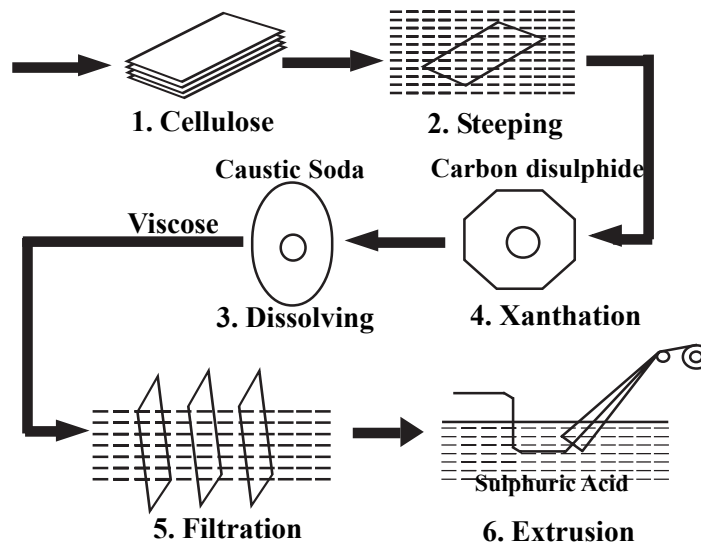 1. Cellulose
2. Steeping
Caustic Soda
Carbon disulphide
Viscose
3. Dissolving
4. Xanthation
Sulphuric Acid
5. Filtration
6. Extrusion